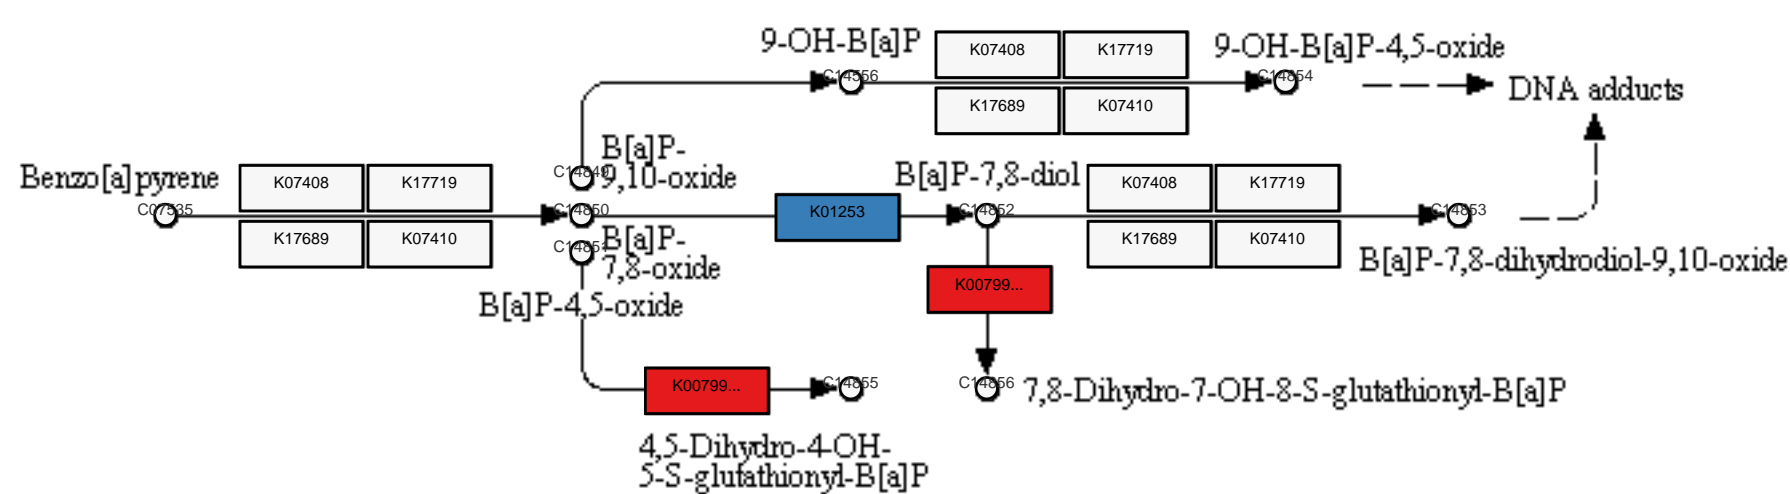 9-OH-B[a]P
K07408
K17719
9-OH-B[a]P-4,5-oxide
C14556
C14854
DNA adducts
K17689
K07410
B[a]P-
9,10-oxide
C14849
Benzo[a]pyrene
K07408
K17719
B[a]P-7,8-diol
K07408
K17719
C07535
C14850
K01253
C14852
C14853
K17689
K07410
C14851
B[a]P-
7,8-oxide
K17689
K07410
B[a]P-7,8-dihydrodiol-9,10-oxide
B[a]P-4,5-oxide
K00799...
K00799...
C14855
C14856
7,8-Dihydro-7-OH-8-S-glutathionyl-B[a]P
4,5-Dihydro-4-OH-
5-S-glutathionyl-B[a]P